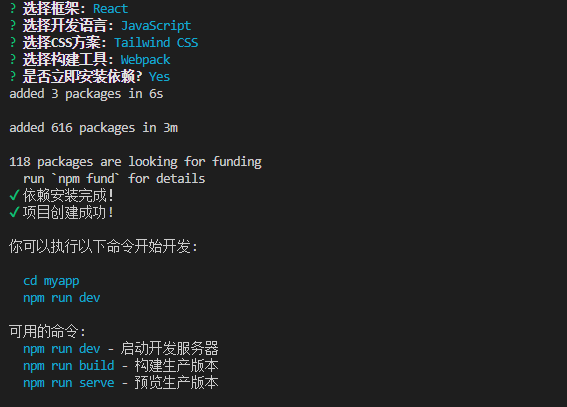 ? 选择框架: React
? 选择开发语言: JavaScript
? 选择CSS方案: Tailwind CSS
? 选择构建工具: Webpack
? 是否立即安装依赖? Yes
added 3 packages in 6s
added 616 packages in 3m
118 packages are looking for funding
run `npm fund` for details
✓依赖安装完成!
✓项目创建成功!
你可以执行以下命令开始开发:
cd myapp
npm run dev
可用的命令:
npm run dev - 启动开发服务器
npm run build - 构建生产版本
npm run serve - 预览生产版本